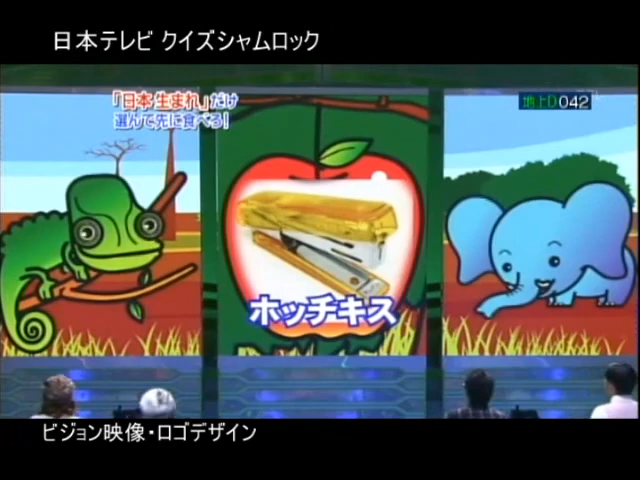 日本テレビ クイズシャムロック
「日本生まれ」だけ
選んで先に食べろ!
地上D042
ホッチキス
ビジョン映像・ロゴデザイン